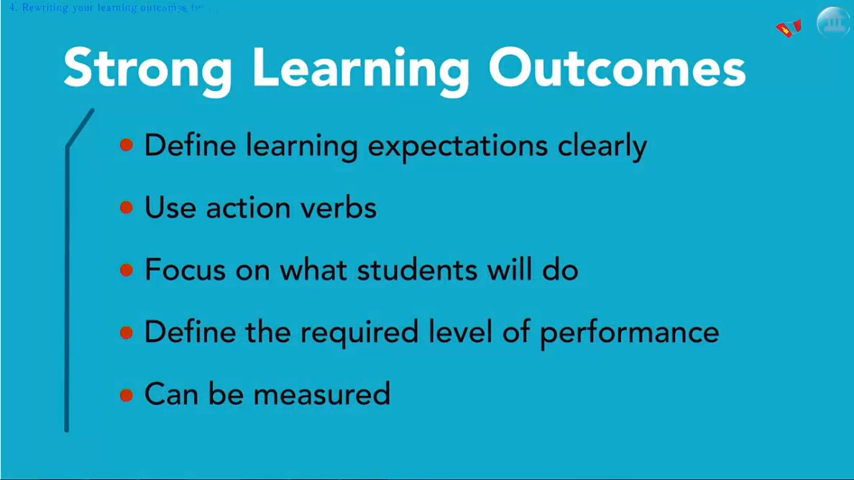 4. Rewriting your learning outcomes
Strong Learning Outcomes
Define learning expectations clearly
Use action verbs
Focus on what students will do
Define the required level of performance
Can be measured